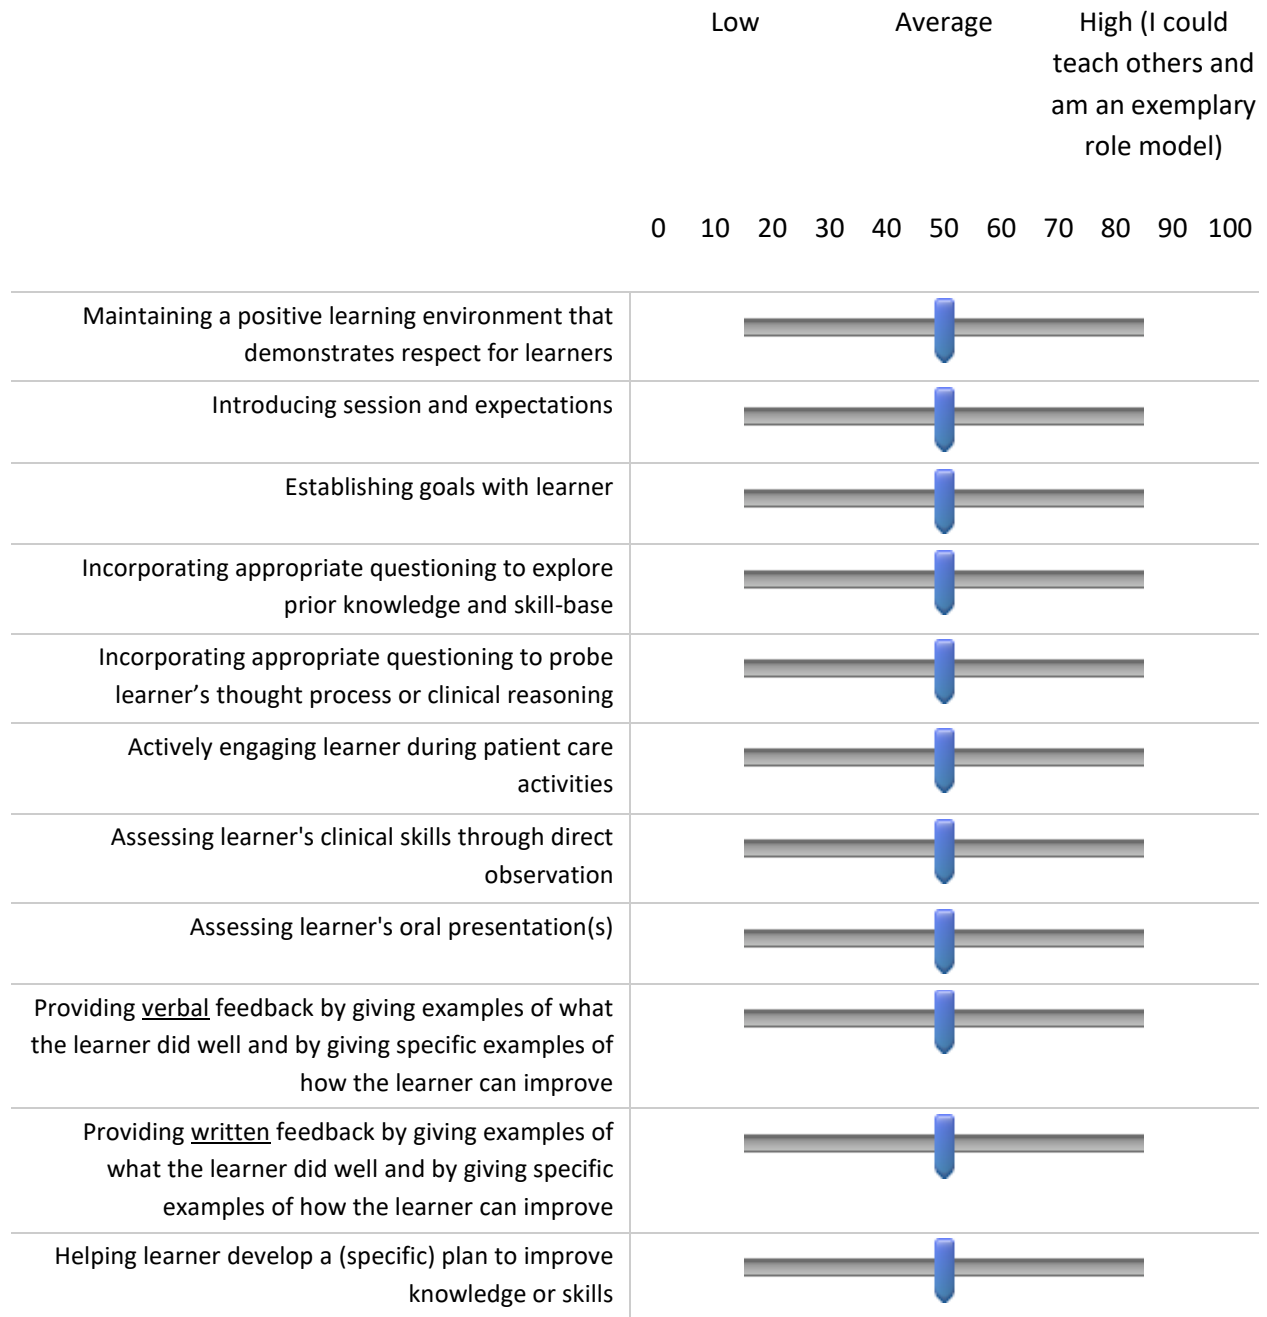 Low Average High (I could
teach others and
am an exemplary
role model)
0 10 20 30 40 50 60 70 80 90 100
Maintaining a positive learning environment that
demonstrates respect for learners
Introducing session and expectations
Establishing goals with learner
Incorporating appropriate questioning to explore
prior knowledge and skill-base
Incorporating appropriate questioning to probe
learner’s thought process or clinical reasoning
Actively engaging learner during patient care
activities
Assessing learner's clinical skills through direct
observation
Assessing learner's oral presentation(s)
Providing verbal feedback by giving examples of what
the learner did well and by giving specific examples of
how the learner can improve
Providing written feedback by giving examples of
what the learner did well and by giving specific
examples of how the learner can improve
Helping learner develop a (specific) plan to improve
knowledge or skills